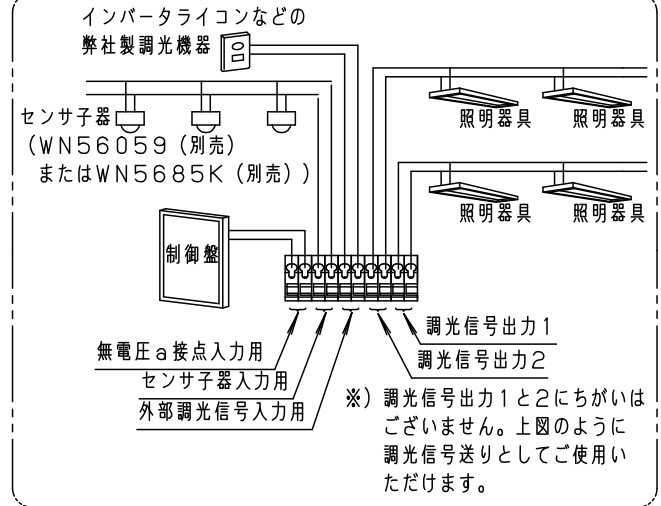 インバータライコンなどの
弊社製調光機器
センサ子器
(WN56059(別売)
またはWN5685K(別売))
照明器具
照明器具
照明器具
照明器具
制御盤
無電圧a接点入力用
センサ子器入力用
外部調光信号入力用
調光信号出力1
調光信号出力2
※)調光信号出力1と2にちがいは
ございません。上図のように
調光信号送りとしてご使用い
ただけます。